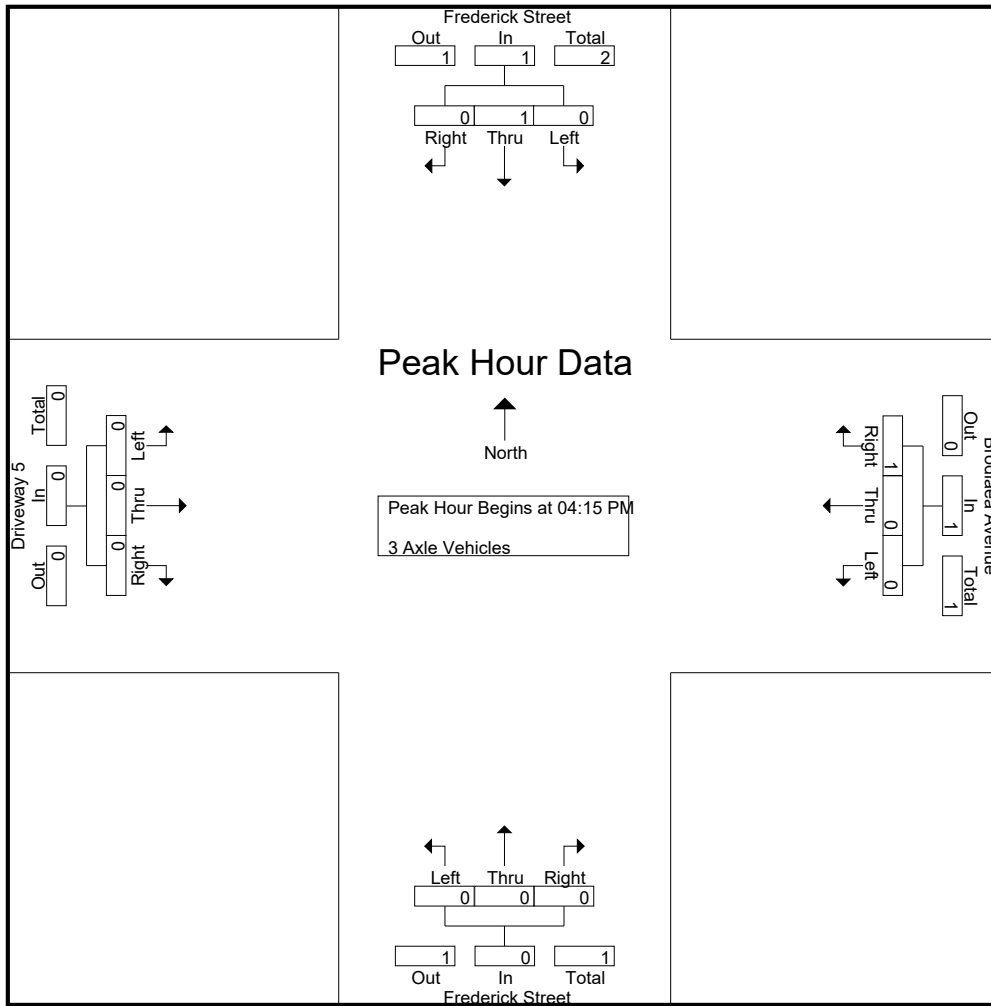 Frederick Street
Out In Total
1 1 2
0 1 0
Right Thru Left
Peak Hour Data
North
Peak Hour Begins at 04:15 PM
3 Axle Vehicles
Driveway 5
Out In Total
0 0 0
Right Thru Left
0 0 0
Avenue
Out In Total
0 1 1
Right Thru Left
1 0 0
Left Thru Right
0 0 0
1 0 1
Out In Total
Frederick Street